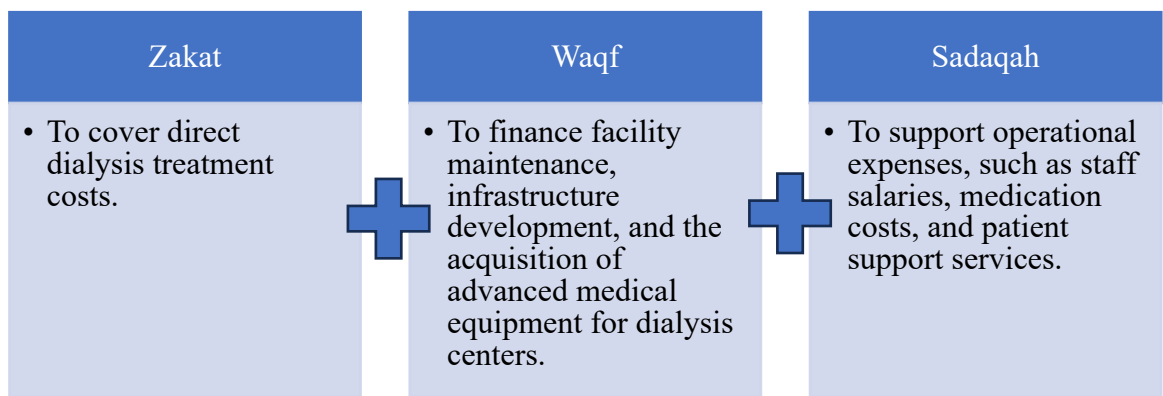 Zakat
• To cover direct
dialysis treatment
costs.
Waqf
• To finance facility
maintenance,
infrastructure
development, and the
acquisition of
advanced medical
equipment for dialysis
centers.
Sadaqah
• To support operational
expenses, such as staff
salaries, medication
costs, and patient
support services.